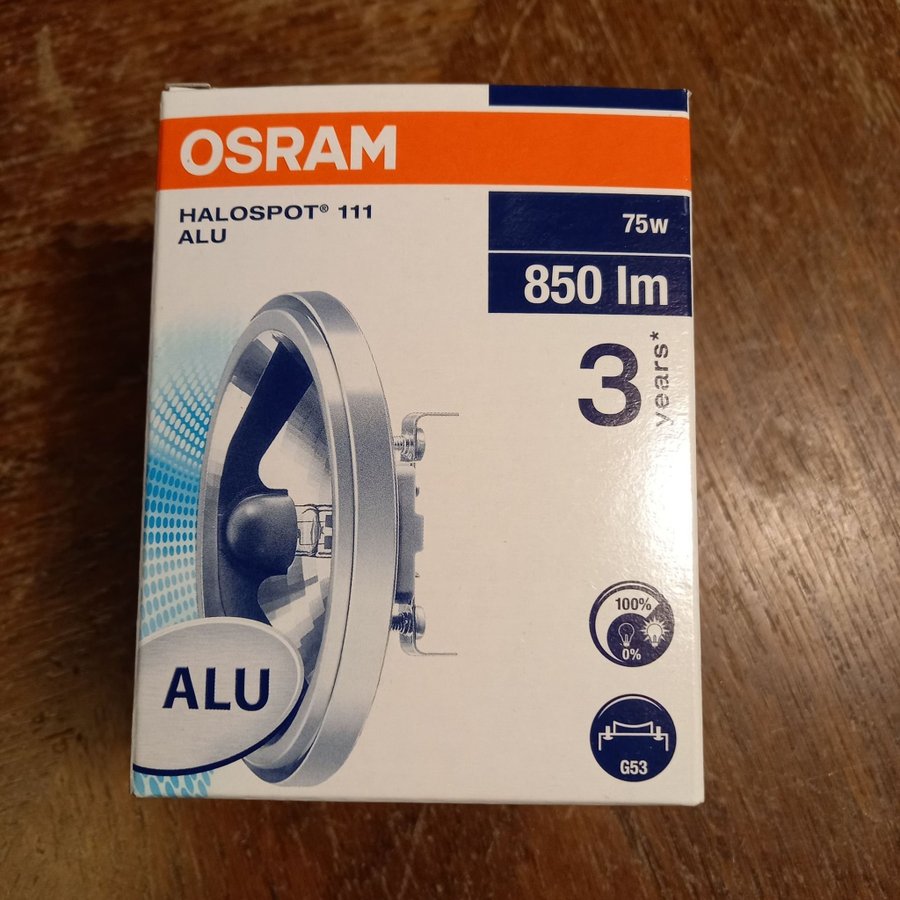 OSRAM
HALOSPOT® 111
ALU
75W
850 lm
3
years*
100%
0%
ALU
G53